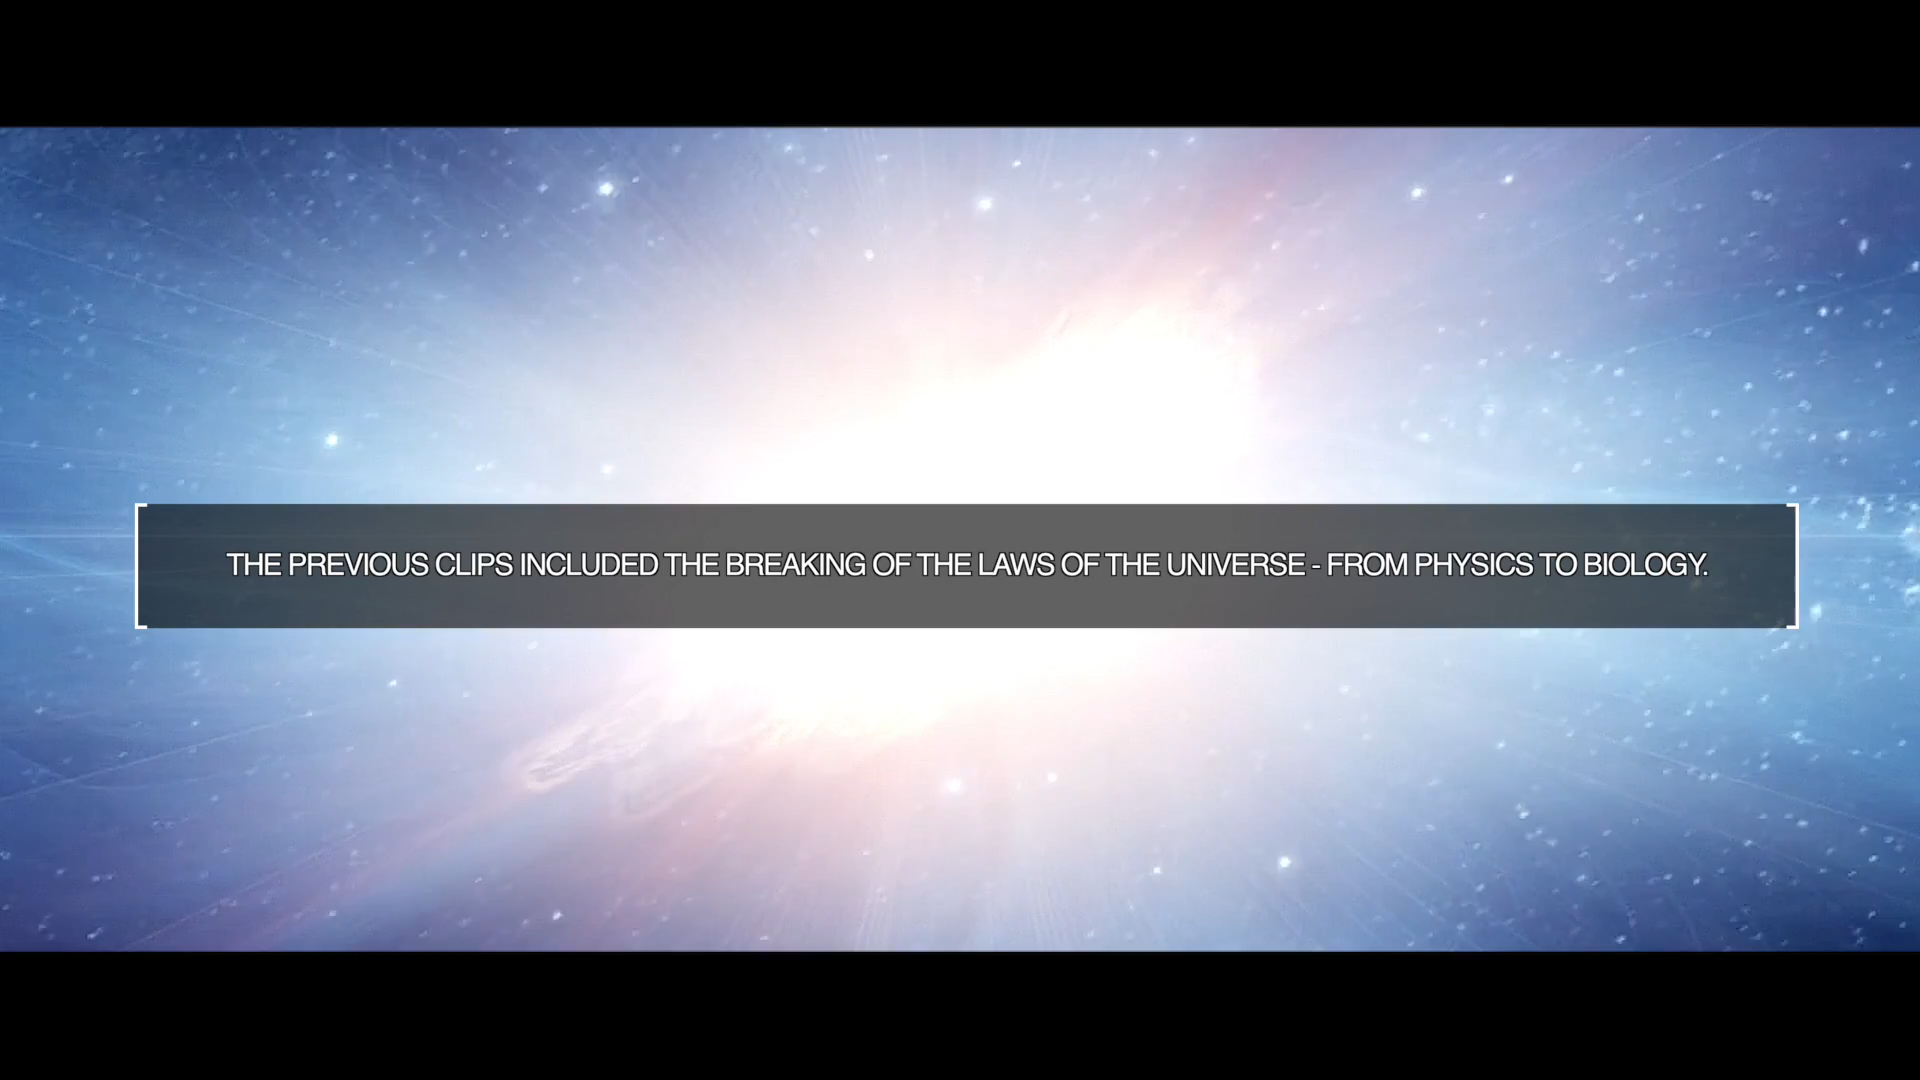 THE PREVIOUS CLIPS INCLUDED THE BREAKING OF THE LAWS OF THE UNIVERSE - FROM PHYSICS TO BIOLOGY.